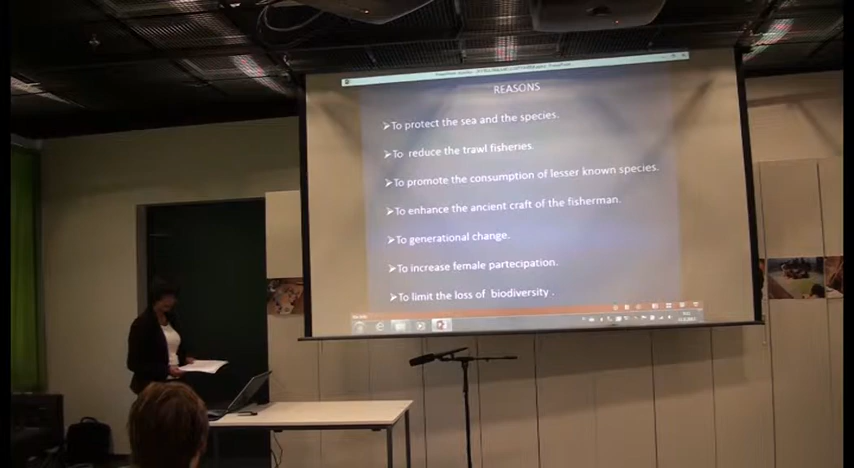 REASONS
➢To protect the sea and the species.
➢To reduce the trawl fisheries.
➢To promote the consumption of lesser known species.
➢To enhance the ancient craft of the fisherman.
➢To generational change.
➢To increase female partecipation.
➢To limit the loss of biodiversity .